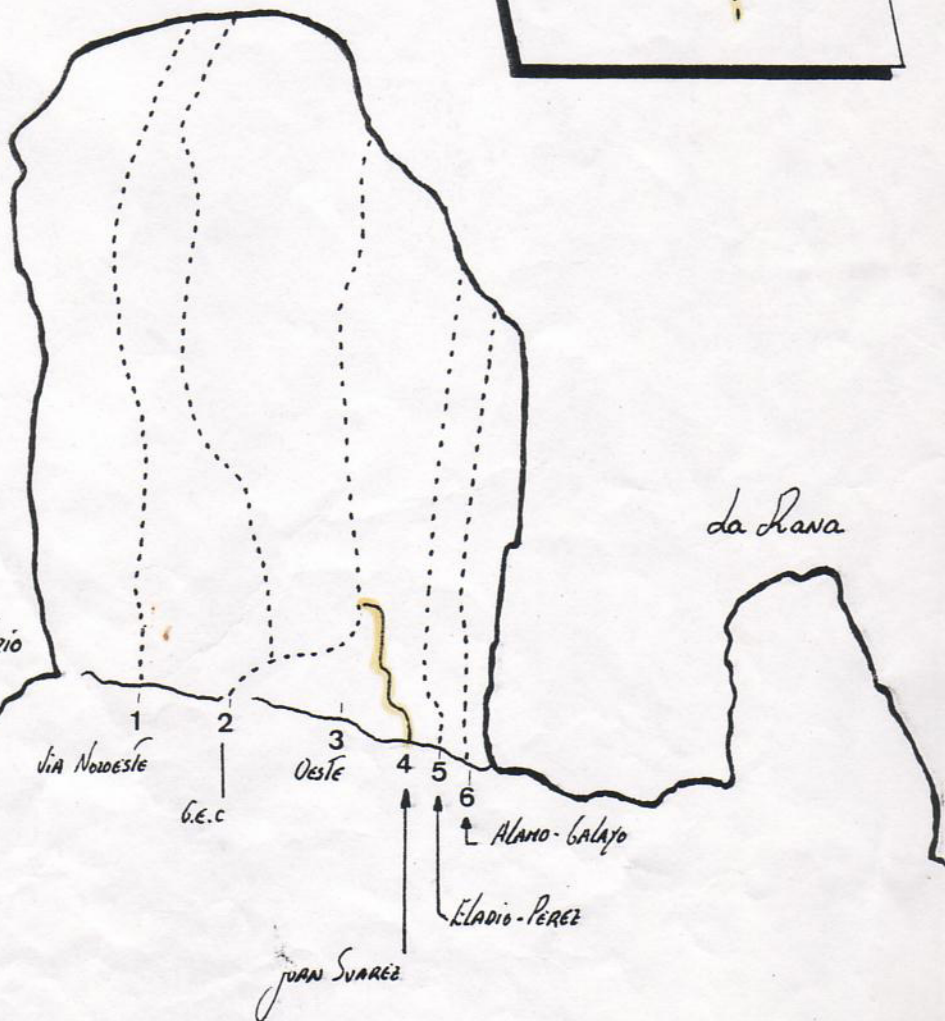 La Rana
1
2
3
4
5
6
Via Noroeste
G.E.C
Oeste
ALAMO-GALAYO
ELADIO-PEREZ
JUAN SUAREZ